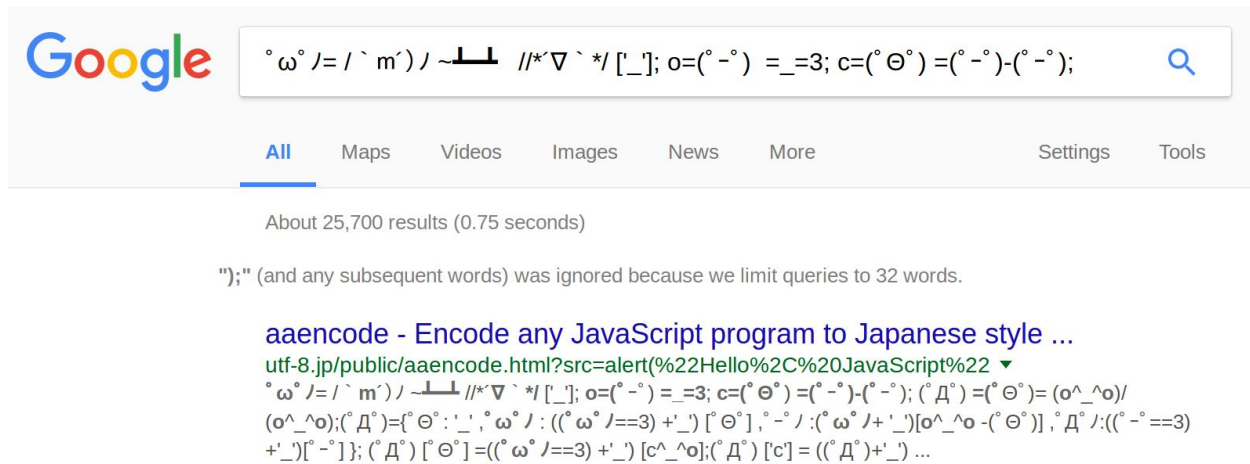 Google
ﾟωﾟﾉ= /｀ｍ´）ﾉ ~┻━┻   //*´∇｀*/ ['_']; o=(ﾟｰﾟ)  =_=3; c=(ﾟΘﾟ) =(ﾟｰﾟ)-(ﾟｰﾟ);
All Maps Videos Images News More Settings Tools
About 25,700 results (0.75 seconds)
");" (and any subsequent words) was ignored because we limit queries to 32 words.
aaencode - Encode any JavaScript program to Japanese style ...
utf-8.jp/public/aaencode.html?src=alert(%22Hello%2C%20JavaScript%22
ﾟωﾟﾉ= /｀ｍ´）ﾉ ~┻━┻ //*´∇｀*/ ['_']; o=(ﾟｰﾟ) =_=3; c=(ﾟΘﾟ) =(ﾟｰﾟ)-(ﾟｰﾟ); (ﾟДﾟ) =(ﾟΘﾟ)= (o^_^o)/
(o^_^o);(ﾟДﾟ)={ﾟΘﾟ: '_' ,ﾟωﾟﾉ : ((ﾟωﾟﾉ==3) +'_') [ﾟΘﾟ] ,ﾟｰﾟﾉ :(ﾟωﾟﾉ+ '_')[o^_^o -(ﾟΘﾟ)] ,ﾟДﾟﾉ:((ﾟｰﾟ==3)
+'_')[ﾟｰﾟ] }; (ﾟДﾟ) [ﾟΘﾟ] =((ﾟωﾟﾉ==3) +'_') [c^_^o];(ﾟДﾟ) ['c'] = ((ﾟДﾟ)+'_') ...